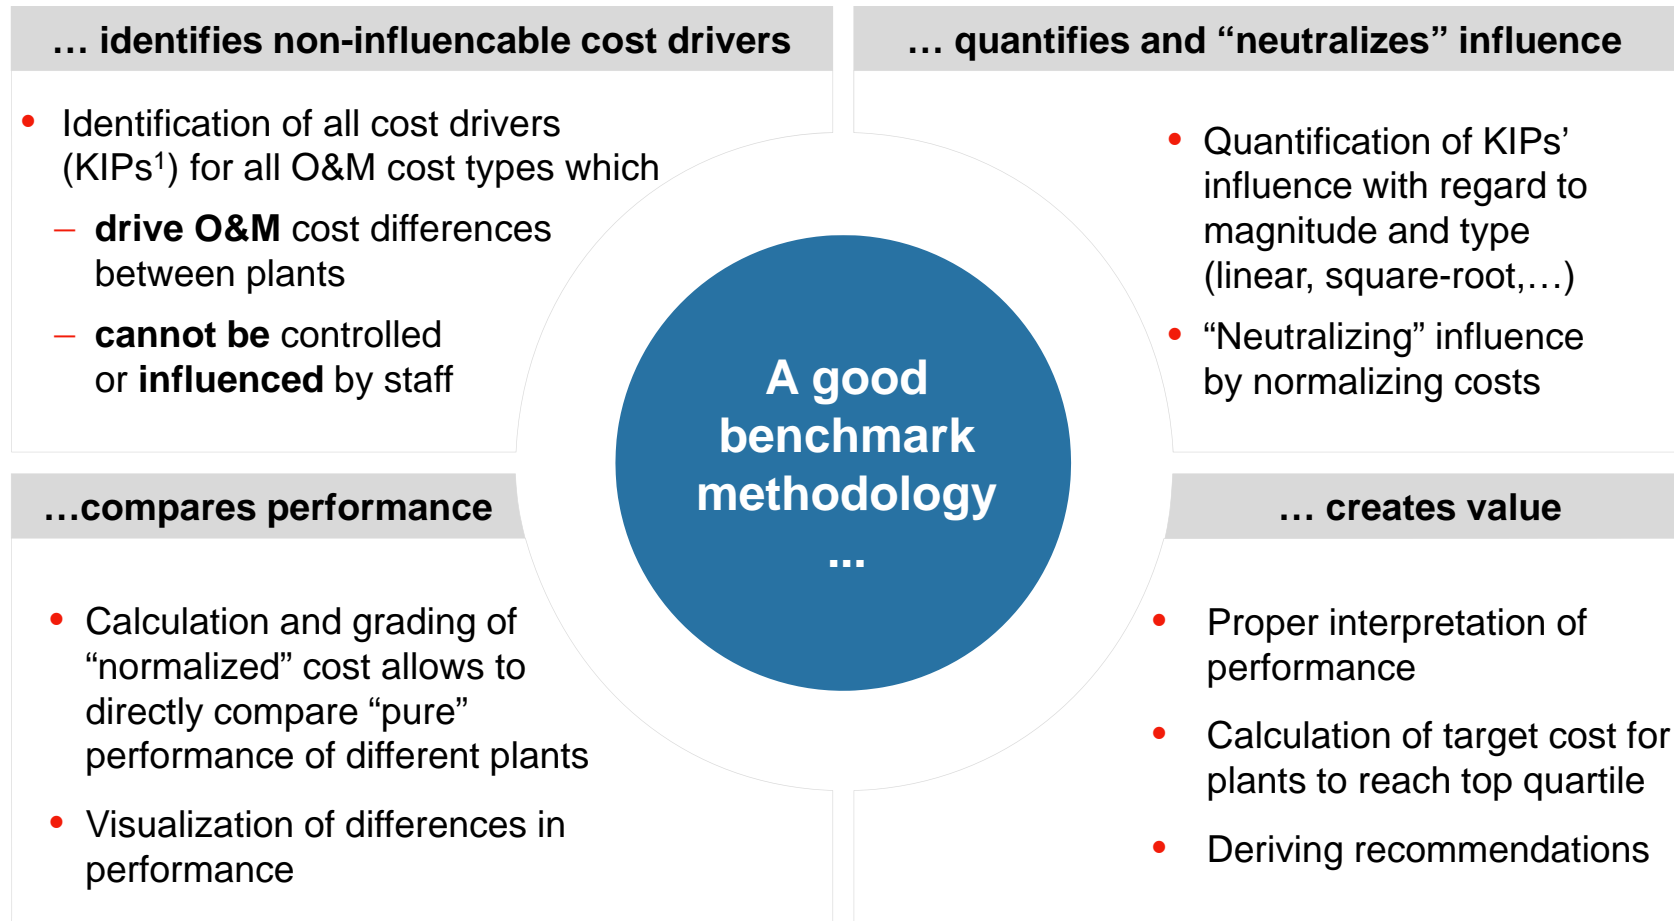 … identifies non-influencable cost drivers
• Identification of all cost drivers
(KIPs¹) for all O&M cost types which
– drive O&M cost differences
between plants
– cannot be controlled
or influenced by staff
… quantifies and “neutralizes” influence
• Quantification of KIPs’
influence with regard to
magnitude and type
(linear, square-root,…)
• “Neutralizing” influence
by normalizing costs
A good
benchmark
methodology
...
…compares performance
• Calculation and grading of
“normalized” cost allows to
directly compare “pure”
performance of different plants
• Visualization of differences in
performance
… creates value
• Proper interpretation of
performance
• Calculation of target cost for
plants to reach top quartile
• Deriving recommendations